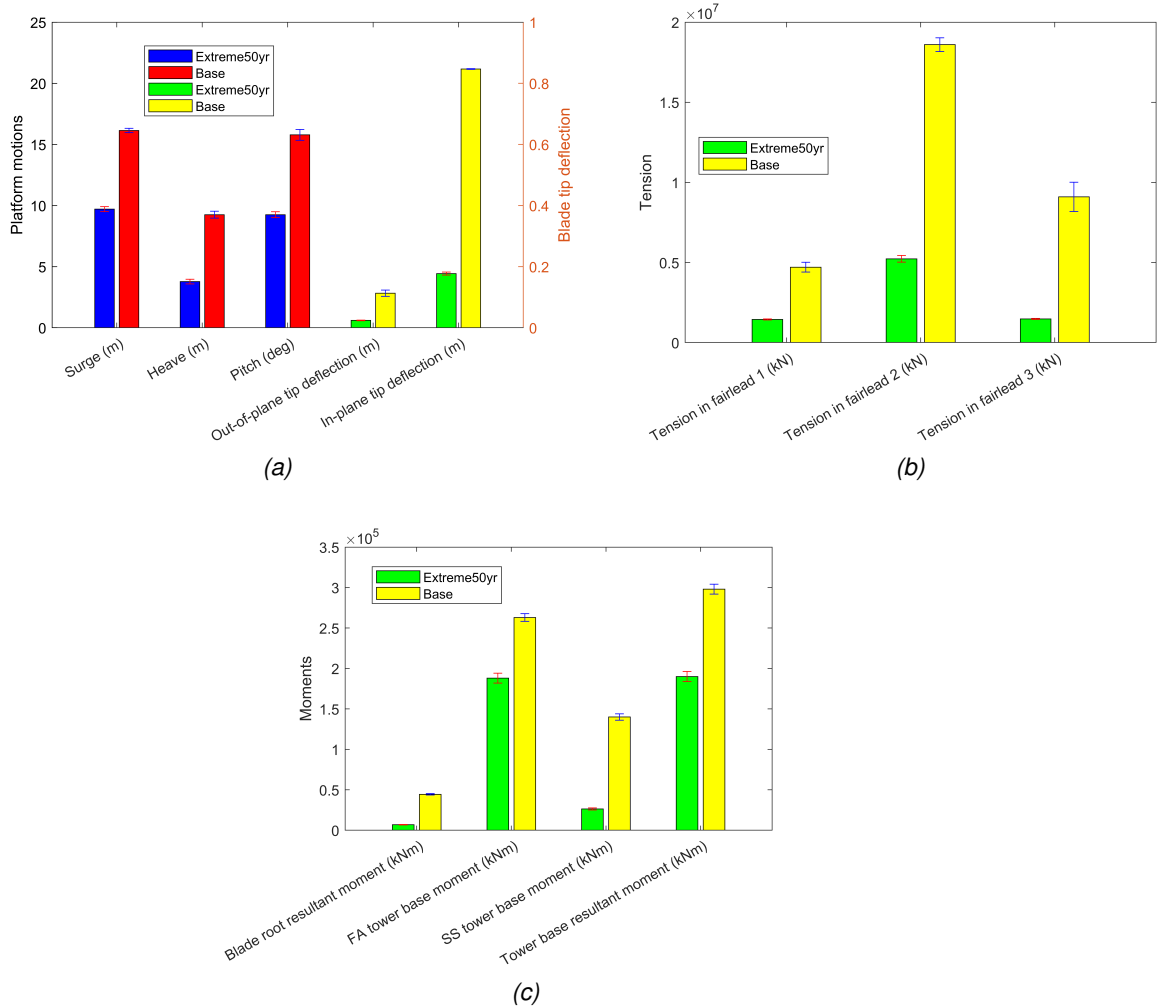 25
20
15
10
5
0
Platform motions
Extreme50yr
Base
Extreme50yr
Base
1
0.8
0.6
0.4
0.2
0
Blade tip deflection
Surge (m)
Heave (m)
Pitch (deg)
Out-of-plane tip deflection (m)
In-plane tip deflection (m)
(a)
×10⁷
2
1.5
1
0.5
0
Tension
Extreme50yr
Base
Tension in fairlead 1 (kN)
Tension in fairlead 2 (kN)
Tension in fairlead 3 (kN)
(b)
×10⁵
3.5
3
2.5
2
1.5
1
0.5
0
Moments
Extreme50yr
Base
Blade root resultant moment (kNm)
FA tower base moment (kNm)
SS tower base moment (kNm)
Tower base resultant moment (kNm)
(c)